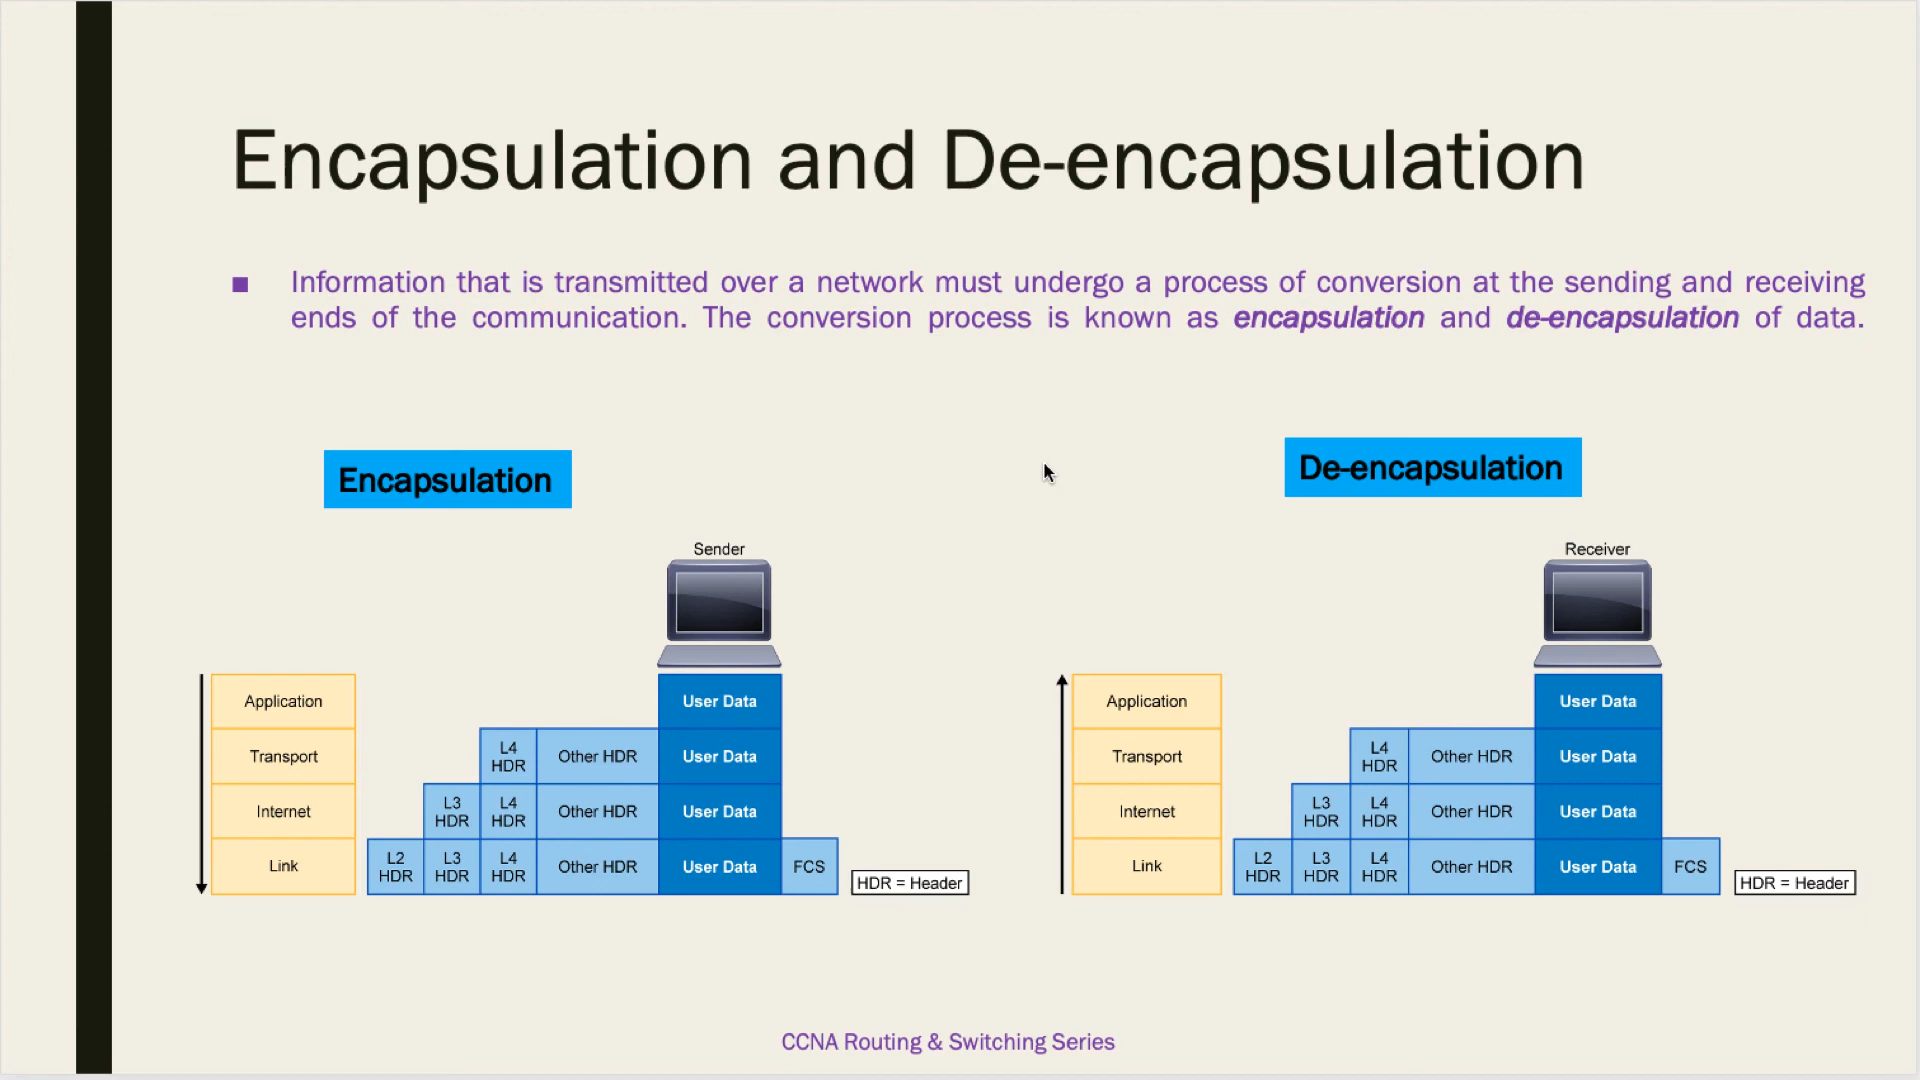 Encapsulation and De-encapsulation
■ Information that is transmitted over a network must undergo a process of conversion at the sending and receiving
ends of the communication. The conversion process is known as encapsulation and de-encapsulation of data.
Encapsulation
Sender
Application
User Data
Transport
L4
HDR
Other HDR
User Data
Internet
L3
HDR
L4
HDR
Other HDR
User Data
Link
L2
HDR
L3
HDR
L4
HDR
Other HDR
User Data
FCS
HDR = Header
De-encapsulation
Receiver
Application
User Data
Transport
L4
HDR
Other HDR
User Data
Internet
L3
HDR
L4
HDR
Other HDR
User Data
Link
L2
HDR
L3
HDR
L4
HDR
Other HDR
User Data
FCS
HDR = Header
CCNA Routing & Switching Series